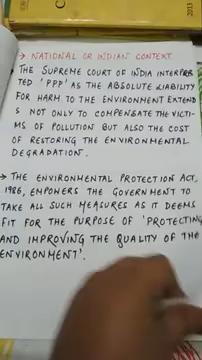 → NATIONAL OR INDIAN CONTEXT
→ THE SUPREME COURT OF INDIA INTERPRE
TED 'PPP' AS THE ABSOLUTE LIABILITY
FOR HARM TO THE ENVIRONMENT EXTEND
S NOT ONLY TO COMPENSATE THE VICTI-
MS OF POLLUTION BUT ALSO THE COST
OF RESTORING THE ENVIRONMENTAL
DEGRADATION.
→ THE ENVIRONMENTAL PROTECTION ACT,
1986, EMPOWERS THE GOVERNMENT TO
TAKE ALL SUCH MEASURES AS IT DEEMS
FIT FOR THE PURPOSE OF 'PROTECTING
AND IMPROVING THE QUALITY OF THE
ENVIRONMENT'.
2013